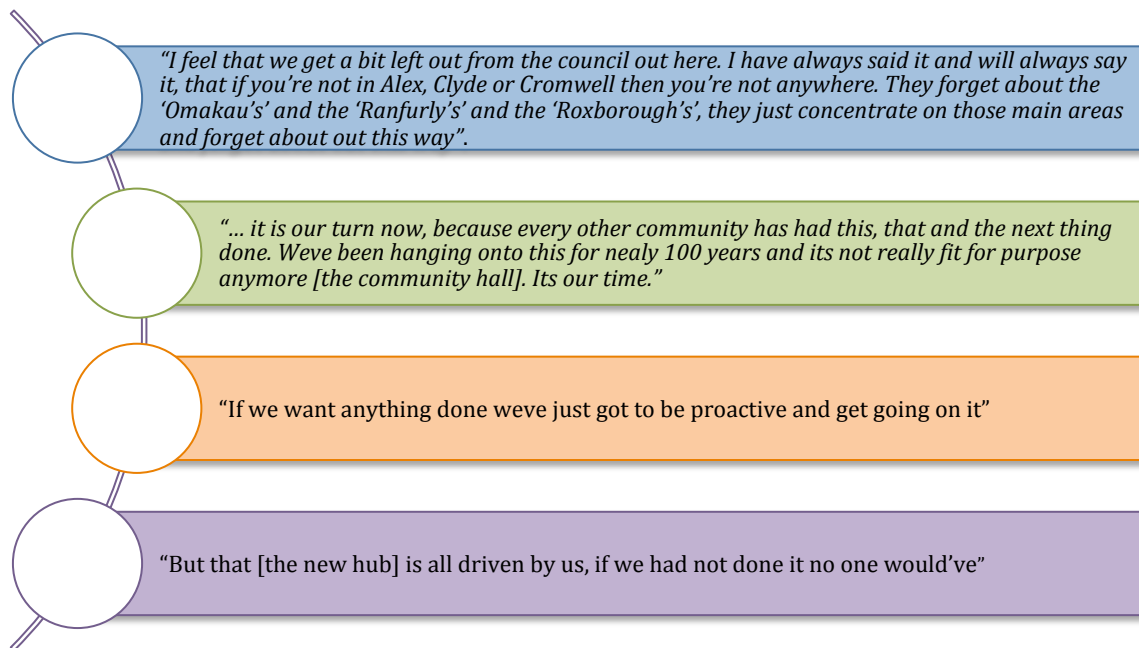 “I feel that we get a bit left out from the council out here. I have always said it and will always say
it, that if you’re not in Alex, Clyde or Cromwell then you’re not anywhere. They forget about the
‘Omakau’s’ and the ‘Ranfurly’s’ and the ‘Roxborough’s’, they just concentrate on those main areas
and forget about out this way”.
“... it is our turn now, because every other community has had this, that and the next thing
done. Weve been hanging onto this for nealy 100 years and its not really fit for purpose
anymore [the community hall]. Its our time.”
“If we want anything done weve just got to be proactive and get going on it”
“But that [the new hub] is all driven by us, if we had not done it no one would’ve”